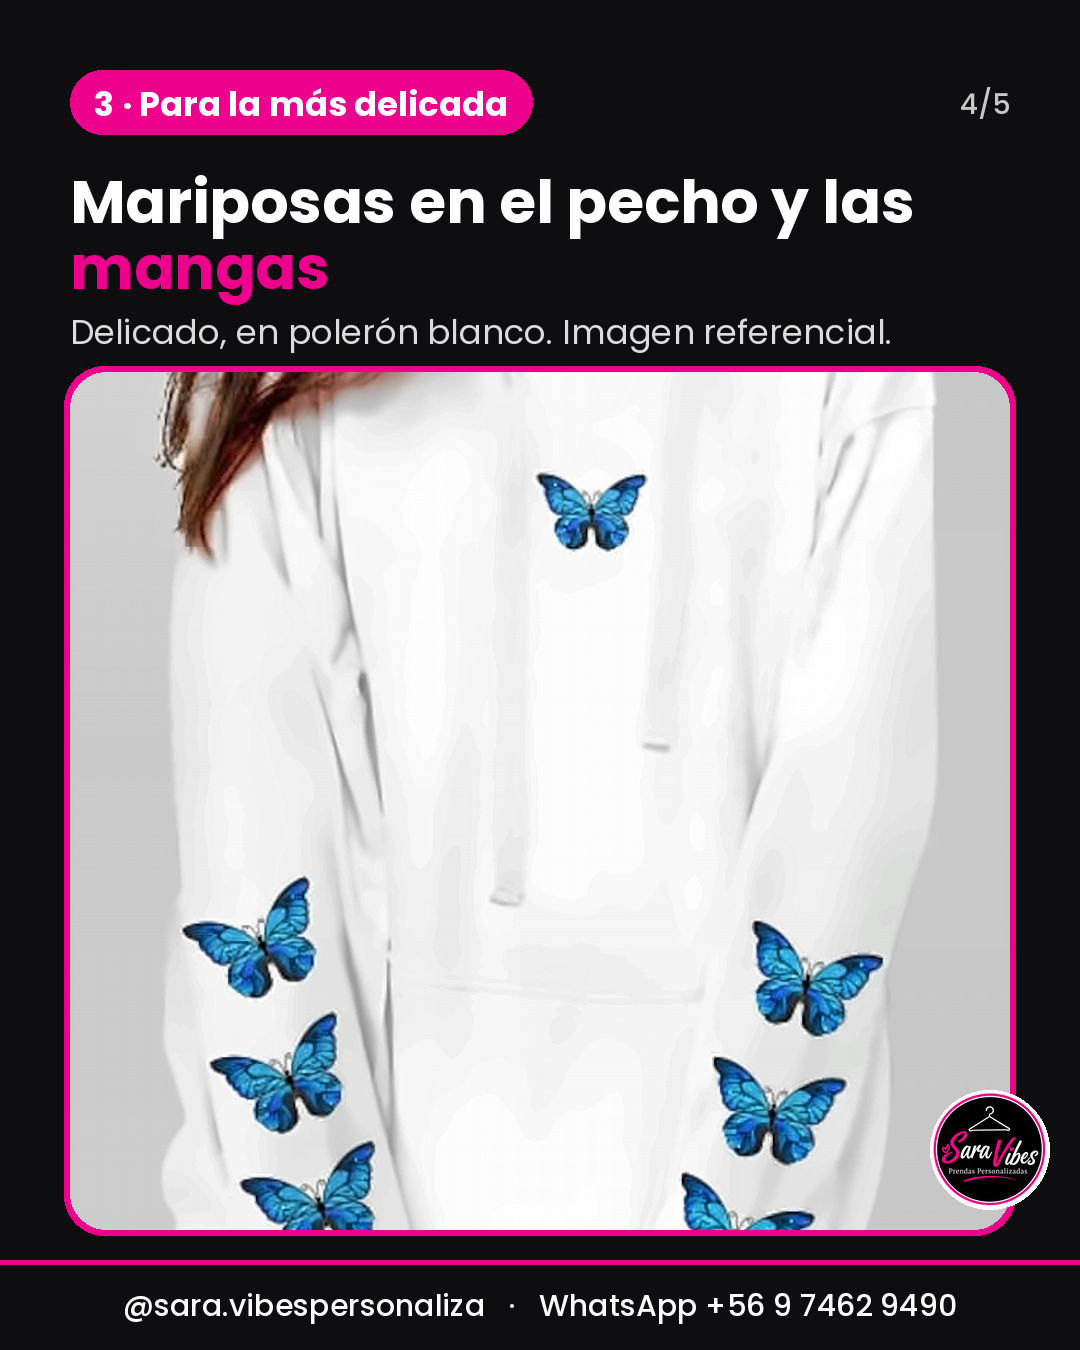 3 · Para la más delicada
4/5
Mariposas en el pecho y las
mangas
Delicado, en polerón blanco. Imagen referencial.
Sara Vibes
Prendas Personalizadas
@sara.vibespersonaliza · WhatsApp +56 9 7462 9490